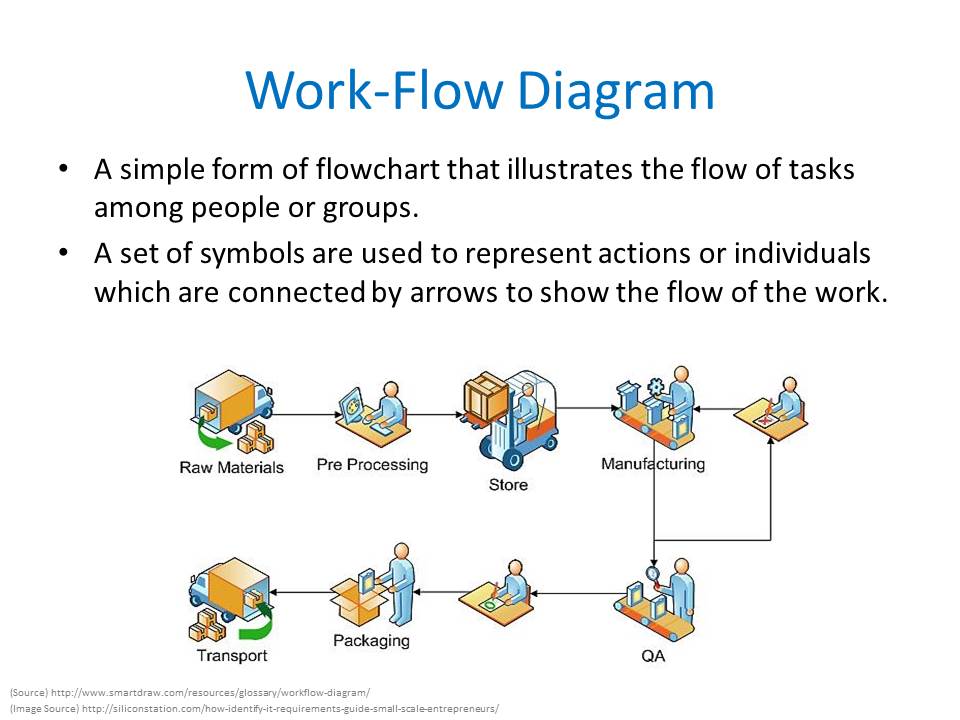 Work-Flow Diagram
• A simple form of flowchart that illustrates the flow of tasks
among people or groups.
• A set of symbols are used to represent actions or individuals
which are connected by arrows to show the flow of the work.
Raw Materials
Pre Processing
Store
Manufacturing
Transport
Packaging
QA
(Source) http://www.smartdraw.com/resources/glossary/workflow-diagram/
(Image Source) http://siliconstation.com/how-identify-it-requirements-guide-small-scale-entrepreneurs/